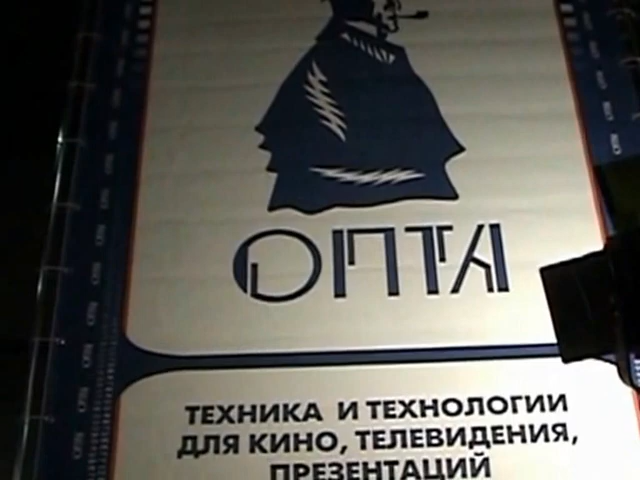 ОПТА
ТЕХНИКА И ТЕХНОЛОГИИ
ДЛЯ КИНО, ТЕЛЕВИДЕНИЯ,
ПРЕЗЕНТАЦИЙ